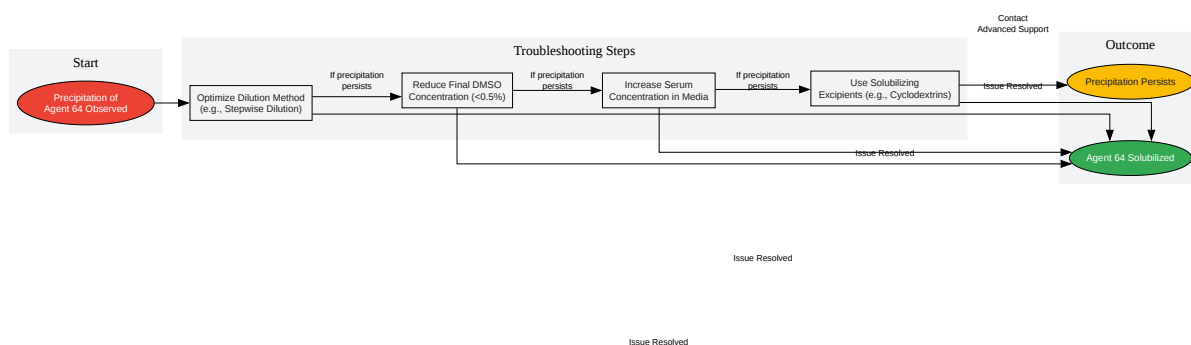 Contact
Advanced Support
Start
Troubleshooting Steps
Outcome
Precipitation of
Agent 64 Observed
Optimize Dilution Method
(e.g., Stepwise Dilution)
If precipitation
persists
Reduce Final DMSO
Concentration (<0.5%)
If precipitation
persists
Increase Serum
Concentration in Media
If precipitation
persists
Use Solubilizing
Excipients (e.g., Cyclodextrins)
Issue Resolved
Precipitation Persists
Issue Resolved
Agent 64 Solubilized
Issue Resolved
Issue Resolved